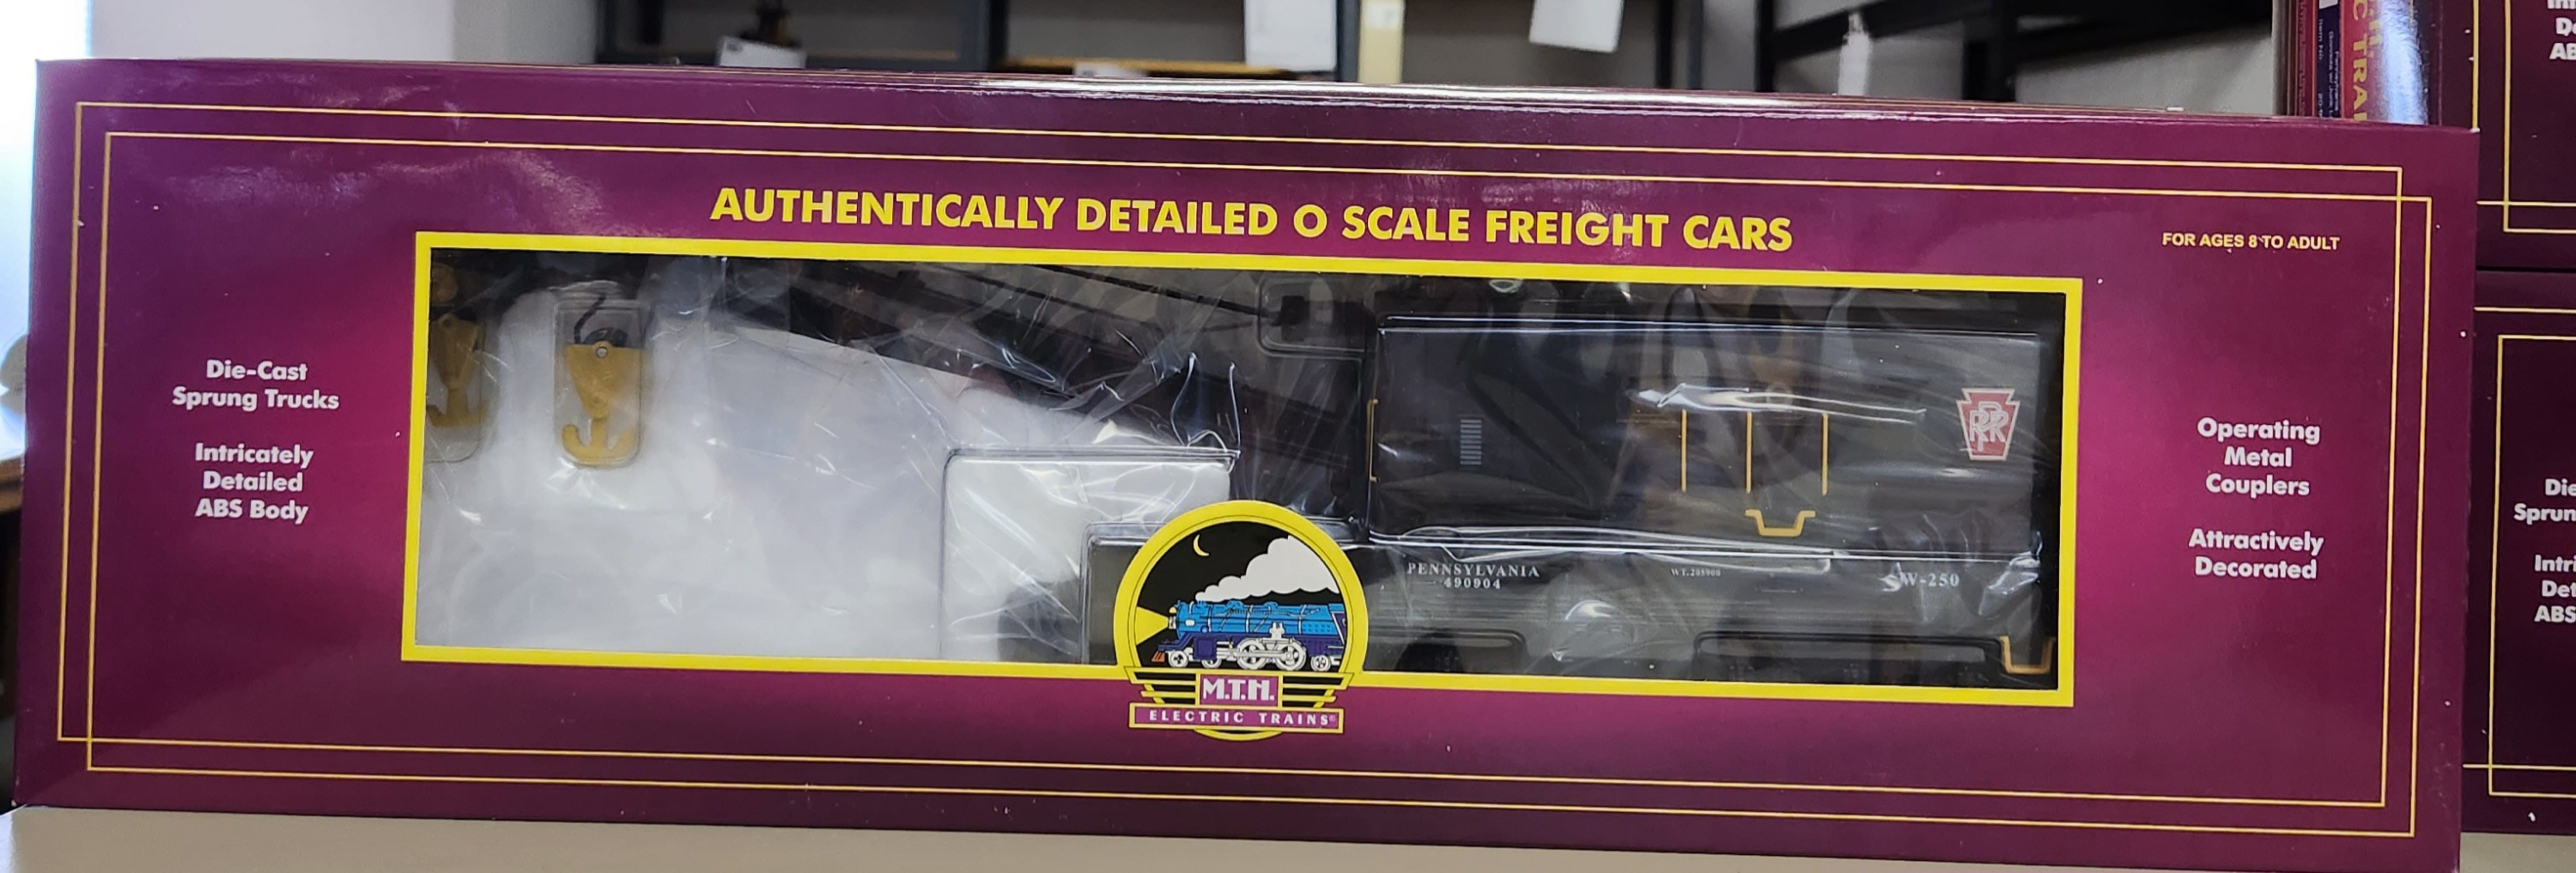 AUTHENTICALLY DETAILED O SCALE FREIGHT CARS
FOR AGES 8 TO ADULT
Die-Cast
Sprung Trucks
Intricately
Detailed
ABS Body
Operating
Metal
Couplers
Attractively
Decorated
PRR
PENNSYLVANIA
490904
W-250
M.T.H.
ELECTRIC TRAINS®